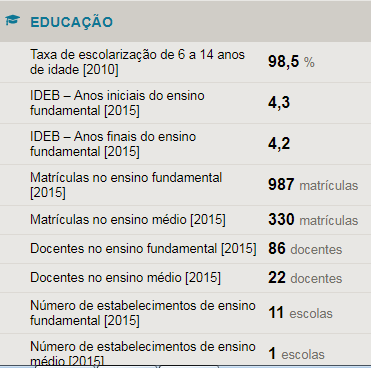 EDUCAÇÃO
Taxa de escolarização de 6 a 14 anos
de idade [2010]
98,5 %
IDEB – Anos iniciais do ensino
fundamental [2015]
4,3
IDEB – Anos finais do ensino
fundamental [2015]
4,2
Matrículas no ensino fundamental
[2015]
987 matrículas
Matrículas no ensino médio [2015]
330 matrículas
Docentes no ensino fundamental [2015]
86 docentes
Docentes no ensino médio [2015]
22 docentes
Número de estabelecimentos de ensino
fundamental [2015]
11 escolas
Número de estabelecimentos de ensino
médio [2015]
1 escolas